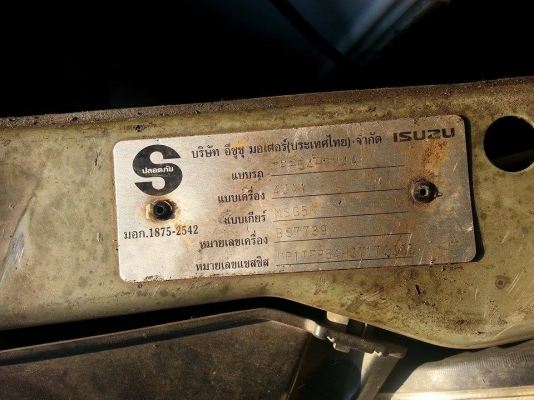 บริษัท อีซูซุ มอเตอร์(ประเทศไทย) จำกัด ISUZU
S
ปลอดภัย
มอก.1875-2542
แบบรถ
แบบเครื่อง 4JA1
แบบเกียร์
หมายเลขเครื่อง 357739
หมายเลขแชสซิส